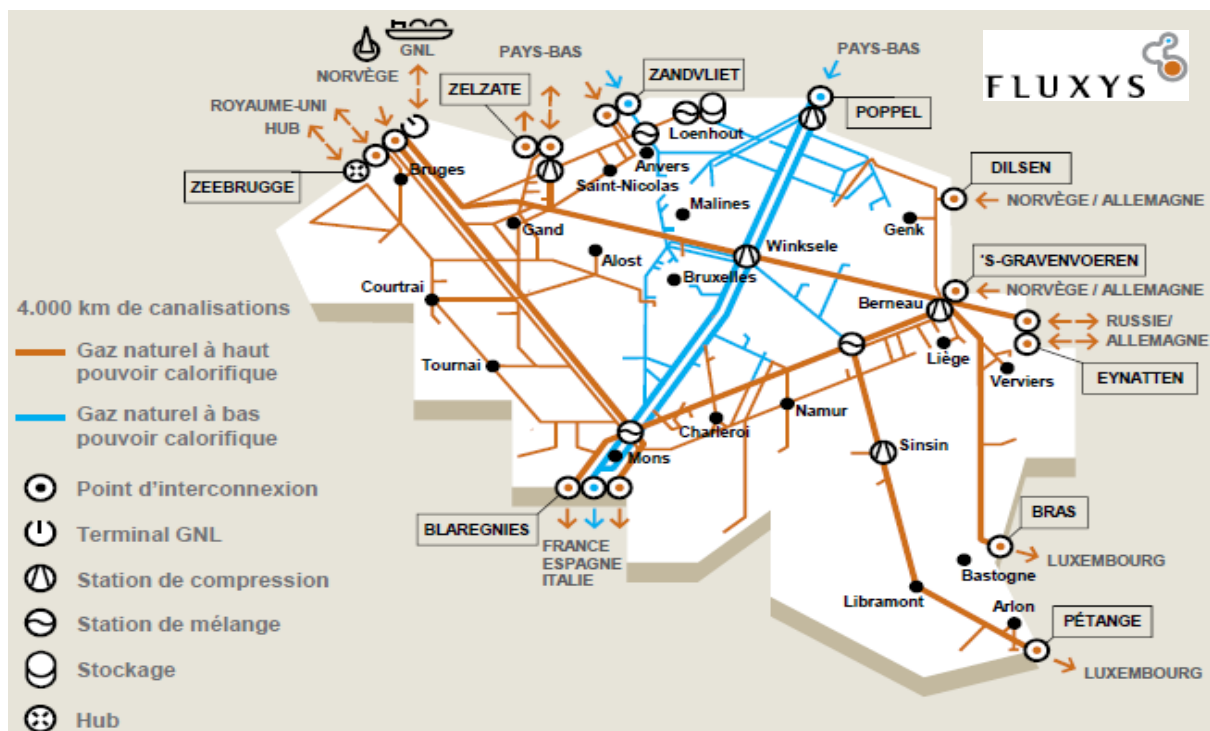 GNL
NORVÈGE
ROYAUME-UNI
HUB
ZEEBRUGGE
PAYS-BAS
ZELZATE
ZANDVLIET
PAYS-BAS
POPPEL
FLUXYS
Loenhout
Anvers
Saint-Nicolas
Bruges
Malines
Gand
Alost
Winksele
Bruxelles
Genk
DILSEN
NORVÈGE / ALLEMAGNE
'S-GRAVENVOEREN
NORVÈGE / ALLEMAGNE
Berneau
RUSSIE/
ALLEMAGNE
EYNATTEN
Liège
Verviers
Courtrai
Tournai
Namur
Charleroi
Mons
Sinsin
BLAREGNIES
FRANCE
ESPAGNE
ITALIE
BRAS
LUXEMBOURG
Bastogne
Libramont
Arlon
PÉTANGE
LUXEMBOURG
4.000 km de canalisations
Gaz naturel à haut
pouvoir calorifique
Gaz naturel à bas
pouvoir calorifique
Point d'interconnexion
Terminal GNL
Station de compression
Station de mélange
Stockage
Hub